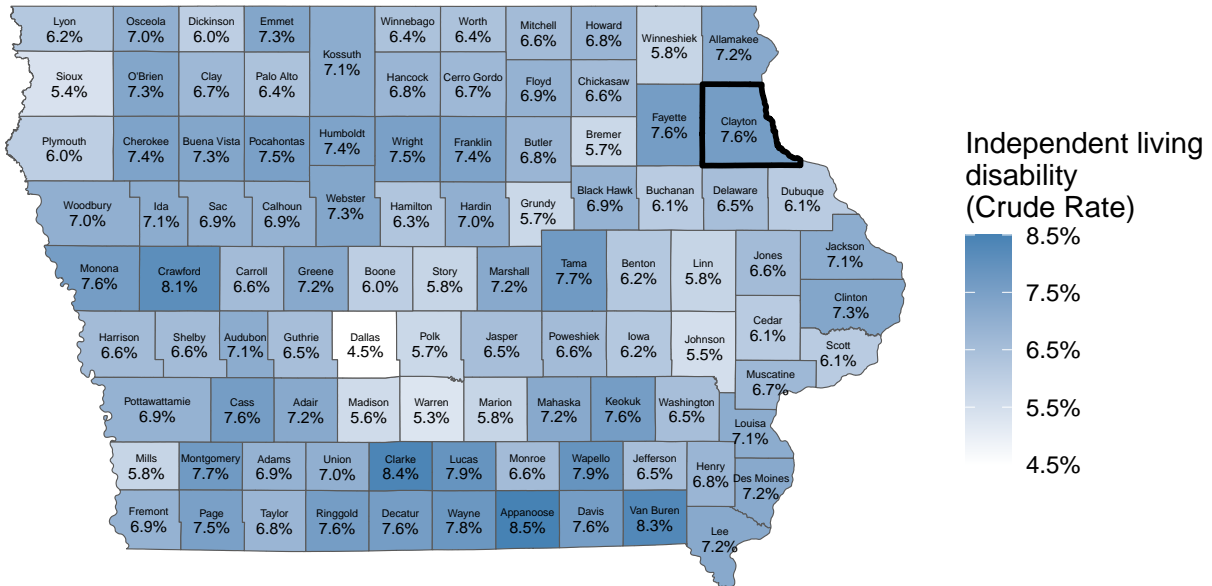 Lyon
6.2%
Osceola
7.0%
Dickinson
6.0%
Emmet
7.3%
Kossuth
7.1%
Winnebago
6.4%
Worth
6.4%
Mitchell
6.6%
Howard
6.8%
Winneshiek
5.8%
Allamakee
7.2%
Sioux
5.4%
O'Brien
7.3%
Clay
6.7%
Palo Alto
6.4%
Hancock
6.8%
Cerro Gordo
6.7%
Floyd
6.9%
Chickasaw
6.6%
Fayette
7.6%
Clayton
7.6%
Plymouth
6.0%
Cherokee
7.4%
Buena Vista
7.3%
Pocahontas
7.5%
Humboldt
7.4%
Wright
7.5%
Franklin
7.4%
Butler
6.8%
Bremer
5.7%
Woodbury
7.0%
Ida
7.1%
Sac
6.9%
Calhoun
6.9%
Webster
7.3%
Hamilton
6.3%
Hardin
7.0%
Grundy
5.7%
Black Hawk
6.9%
Buchanan
6.1%
Delaware
6.5%
Dubuque
6.1%
Monona
7.6%
Crawford
8.1%
Carroll
6.6%
Greene
7.2%
Boone
6.0%
Story
5.8%
Marshall
7.2%
Tama
7.7%
Benton
6.2%
Linn
5.8%
Jones
6.6%
Jackson
7.1%
Clinton
7.3%
Harrison
6.6%
Shelby
6.6%
Audubon
7.1%
Guthrie
6.5%
Dallas
4.5%
Polk
5.7%
Jasper
6.5%
Poweshiek
6.6%
Iowa
6.2%
Johnson
5.5%
Cedar
6.1%
Scott
6.1%
Muscatine
6.7%
Pottawattamie
6.9%
Cass
7.6%
Adair
7.2%
Madison
5.6%
Warren
5.3%
Marion
5.8%
Mahaska
7.2%
Keokuk
7.6%
Washington
6.5%
Louisa
7.1%
Mills
5.8%
Montgomery
7.7%
Adams
6.9%
Union
7.0%
Clarke
8.4%
Lucas
7.9%
Monroe
6.6%
Wapello
7.9%
Jefferson
6.5%
Henry
6.8%
Des Moines
7.2%
Fremont
6.9%
Page
7.5%
Taylor
6.8%
Ringgold
7.6%
Decatur
7.6%
Wayne
7.8%
Appanoose
8.5%
Davis
7.6%
Van Buren
8.3%
Lee
7.2%
Independent living
disability
(Crude Rate)
8.5%
7.5%
6.5%
5.5%
4.5%